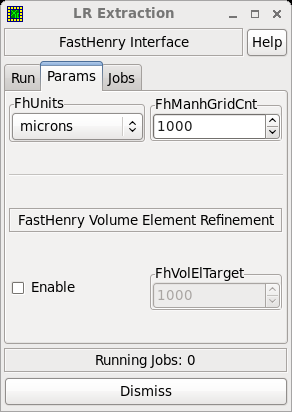 LR Extraction
FastHenry Interface
Help
Run
Params
Jobs
FhUnits
FhManhGridCnt
microns
1000
FastHenry Volume Element Refinement
Enable
FhVolElTarget
1000
Running Jobs: 0
Dismiss